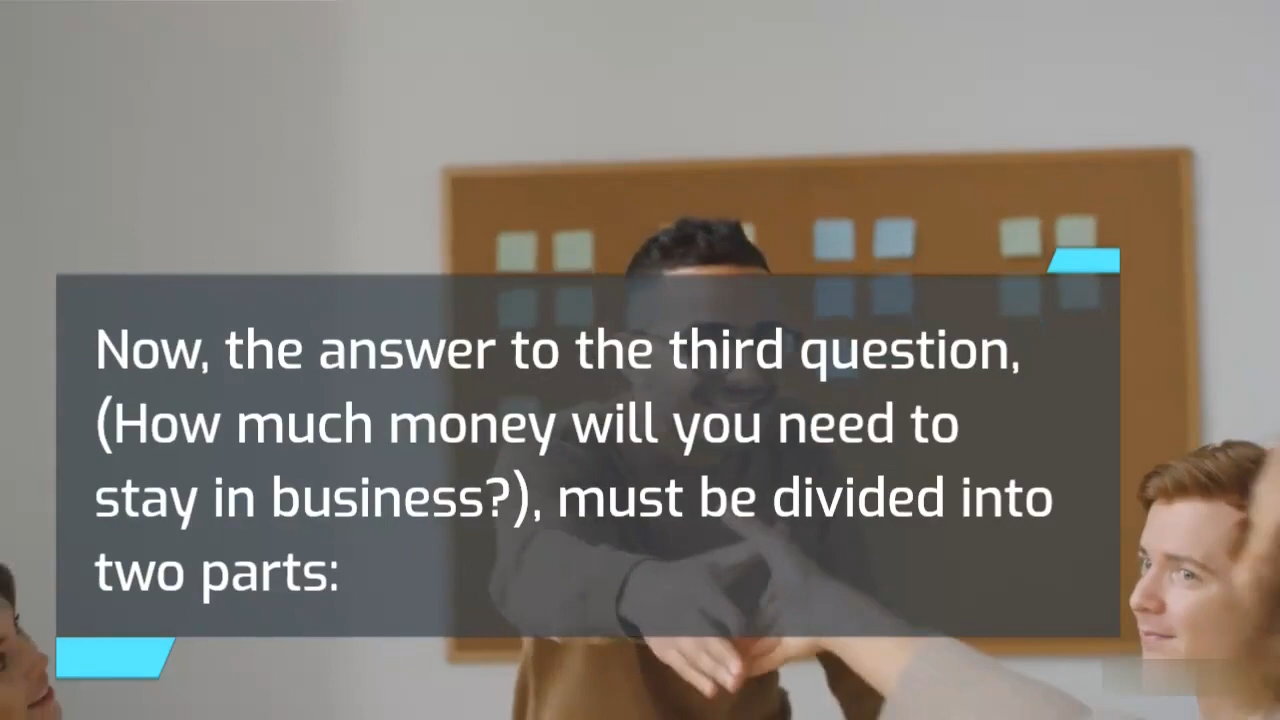 Now, the answer to the third question,
(How much money will you need to
stay in business?), must be divided into
two parts: